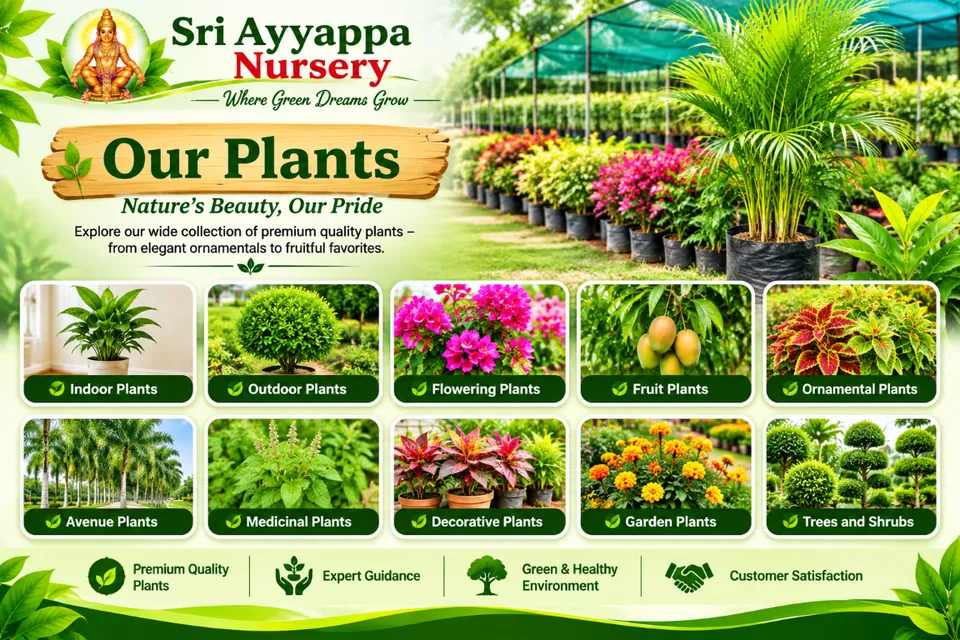 Sri Ayyappa
Nursery
Where Green Dreams Grow
Our Plants
Nature's Beauty, Our Pride
Explore our wide collection of premium quality plants –
from elegant ornamentals to fruitful favorites.
Indoor Plants
Outdoor Plants
Flowering Plants
Fruit Plants
Ornamental Plants
Avenue Plants
Medicinal Plants
Decorative Plants
Garden Plants
Trees and Shrubs
Premium Quality
Plants
Expert Guidance
Green & Healthy
Environment
Customer Satisfaction